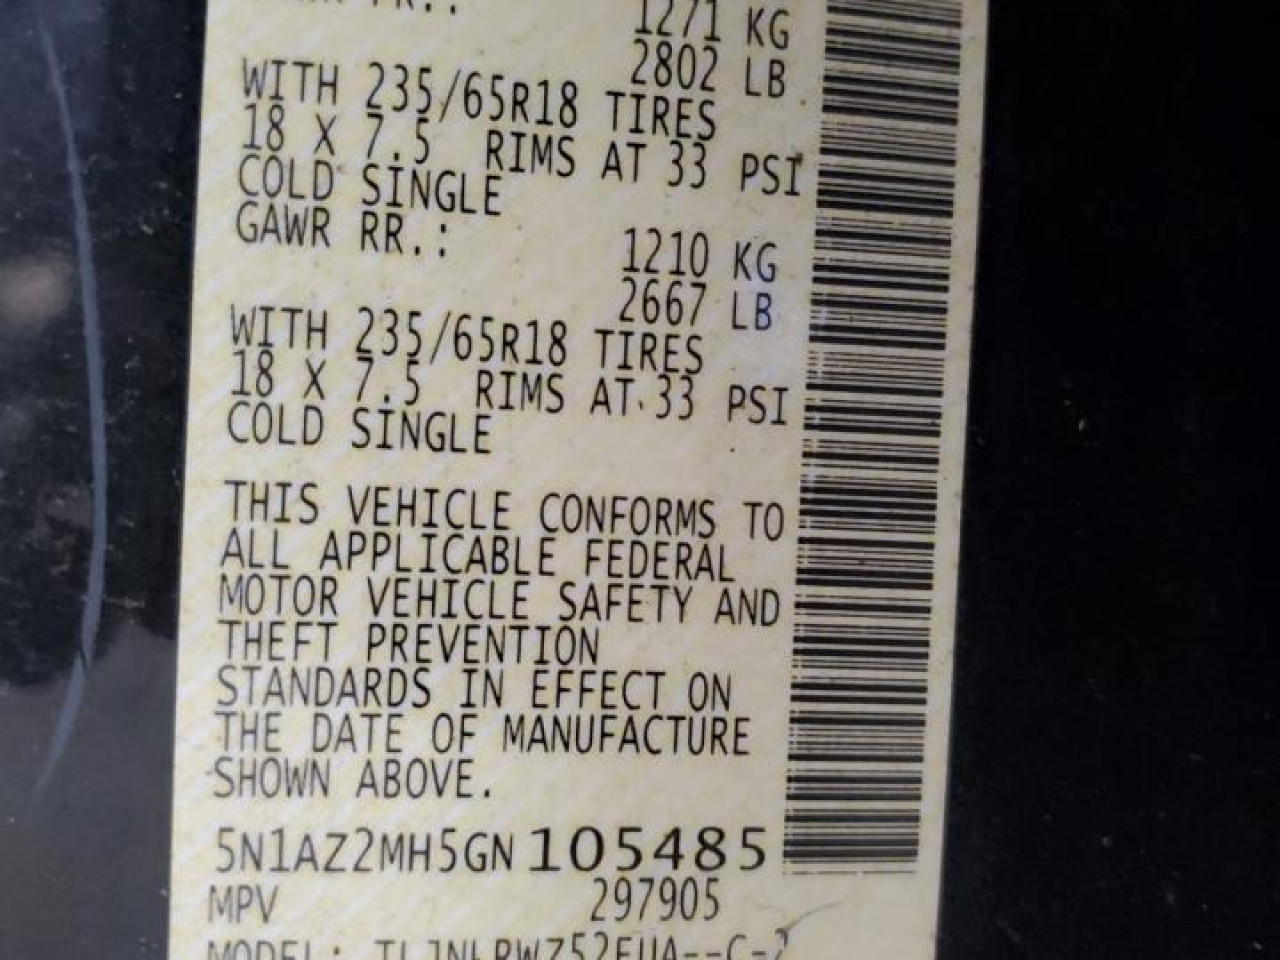 1271 KG
2802 LB
WITH 235/65R18 TIRES
18 X 7.5 RIMS AT 33 PSI
COLD SINGLE
GAWR RR.:
1210 KG
2667 LB
WITH 235/65R18 TIRES
18 X 7.5 RIMS AT 33 PSI
COLD SINGLE
THIS VEHICLE CONFORMS TO
ALL APPLICABLE FEDERAL
MOTOR VEHICLE SAFETY AND
THEFT PREVENTION
STANDARDS IN EFFECT ON
THE DATE OF MANUFACTURE
SHOWN ABOVE.
5N1AZ2MH5GN105485
MPV 297905
MODEL: